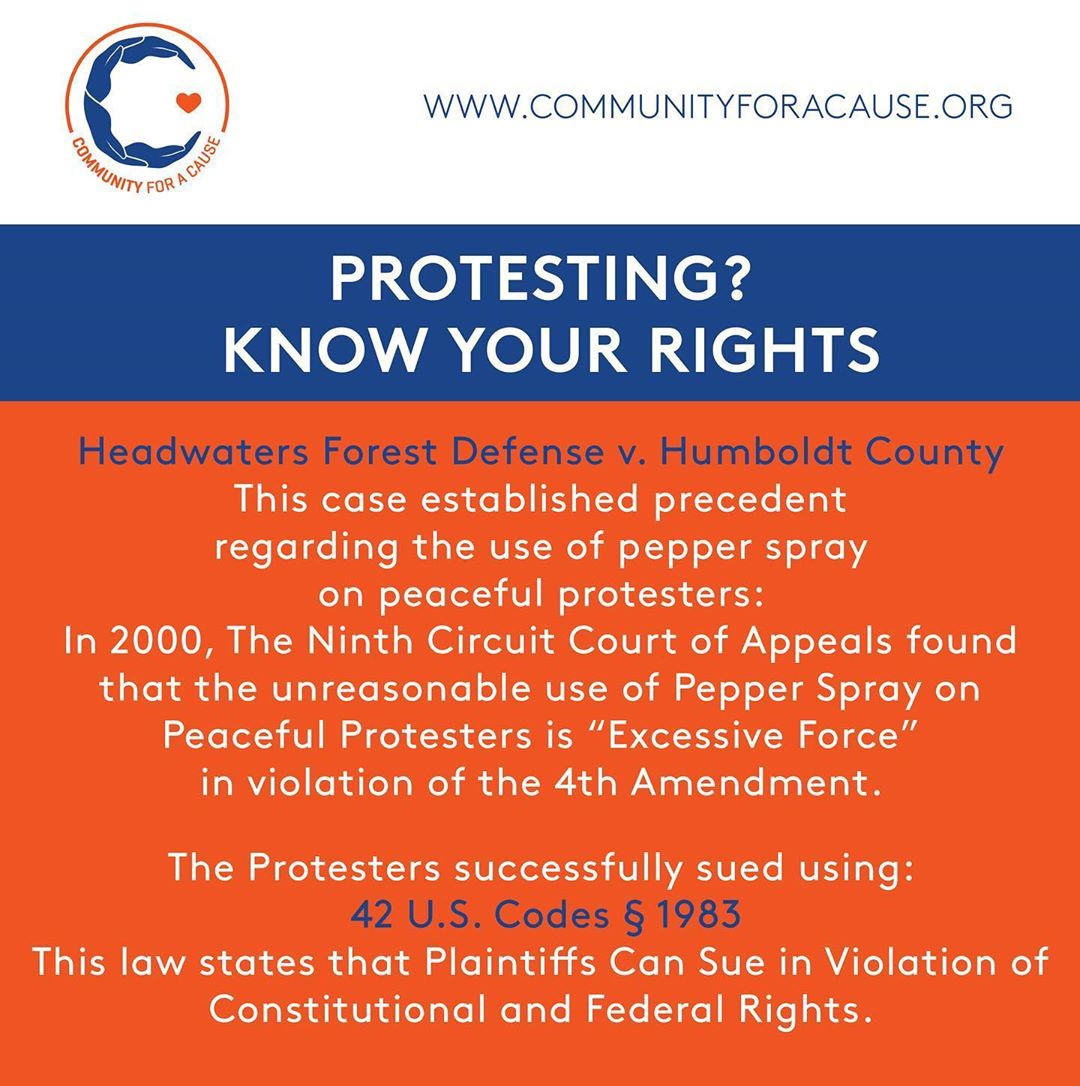 COMMUNITY FOR A CAUSE
WWW.COMMUNITYFORACAUSE.ORG
PROTESTING?
KNOW YOUR RIGHTS
Headwaters Forest Defense v. Humboldt County
This case established precedent
regarding the use of pepper spray
on peaceful protesters:
In 2000, The Ninth Circuit Court of Appeals found
that the unreasonable use of Pepper Spray on
Peaceful Protesters is “Excessive Force”
in violation of the 4th Amendment.
The Protesters successfully sued using:
42 U.S. Codes § 1983
This law states that Plaintiffs Can Sue in Violation of
Constitutional and Federal Rights.